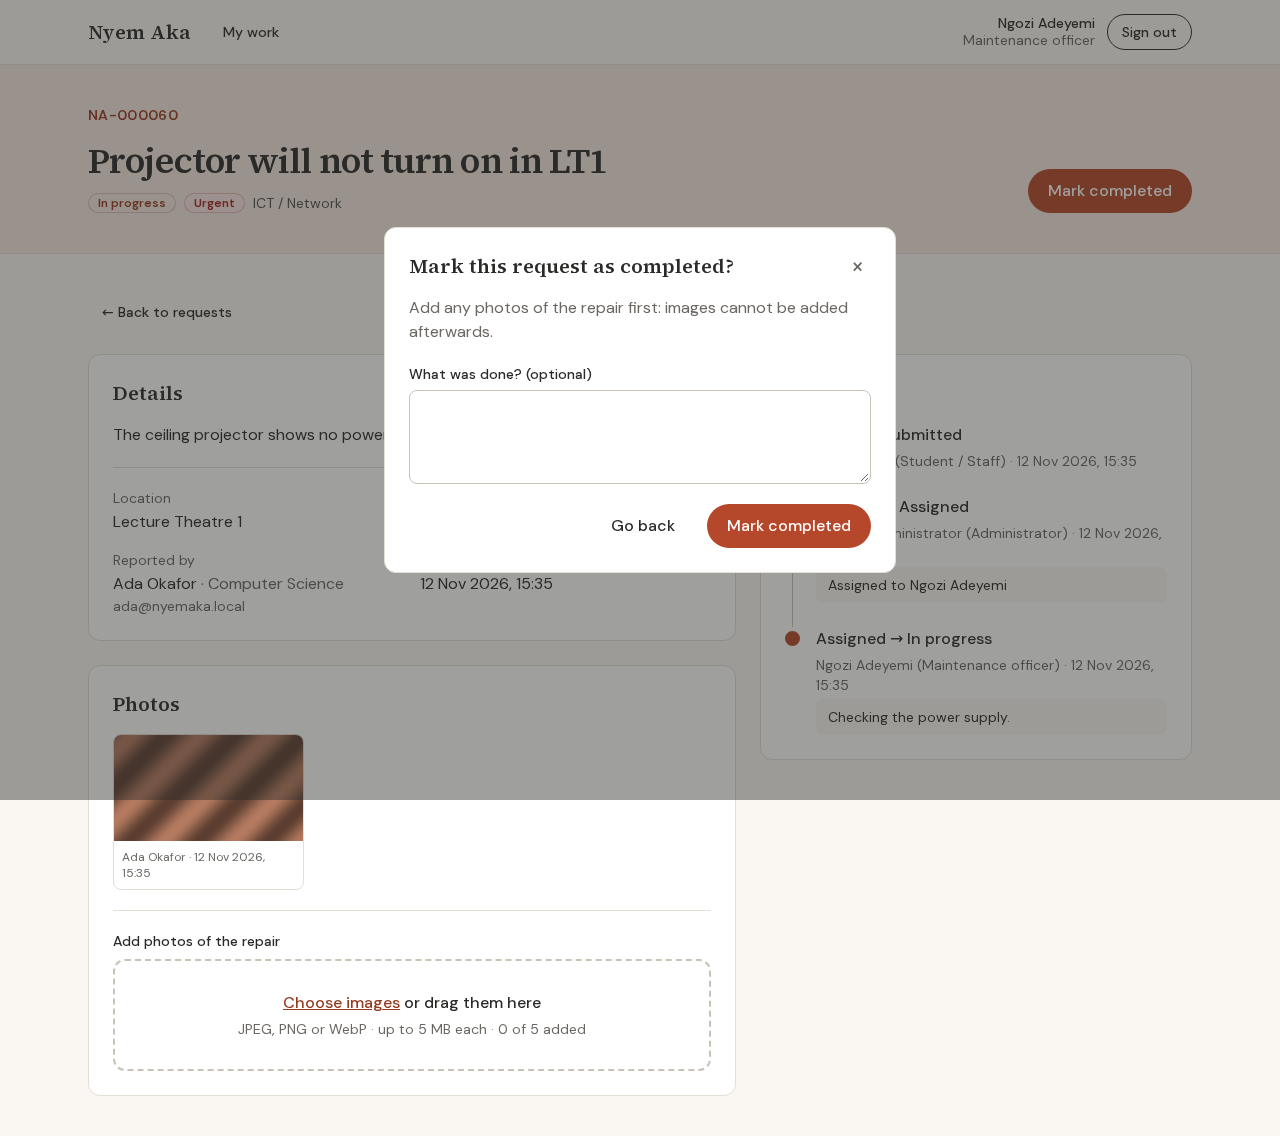 Nyem Aka
My work
Ngozi Adeyemi
Maintenance officer
Sign out
NA-000060
Projector will not turn on in LT1
In progress
Urgent
ICT / Network
Mark completed
Mark this request as completed?
×
Add any photos of the repair first: images cannot be added
afterwards.
What was done? (optional)
Go back
Mark completed
← Back to requests
Details
The ceiling projector shows no
Location
Lecture Theatre 1
Reported by
Ada Okafor · Computer Science
ada@nyemaka.local
12 Nov 2026, 15:35
Photos
Ada Okafor · 12 Nov 2026,
15:35
Add photos of the repair
Choose images or drag them here
JPEG, PNG or WebP · up to 5 MB each · 0 of 5 added
(Student / Staff) · 12 Nov 2026, 15:35
Assigned
(Administrator) · 12 Nov 2026,
Assigned to Ngozi Adeyemi
Assigned → In progress
Ngozi Adeyemi (Maintenance officer) · 12 Nov 2026,
15:35
Checking the power supply.